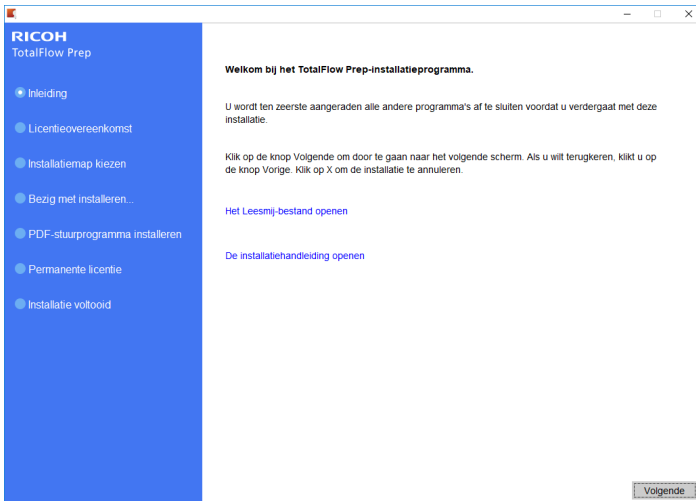 RICOH
TotalFlow Prep
Inleiding
Licentieovereenkomst
Installatiemap kiezen
Bezig met installeren...
PDF-stuurprogramma installeren
Permanente licentie
Installatie voltooid
Welkom bij het TotalFlow Prep-installatieprogramma.
U wordt ten zeerste aangeraden alle andere programma's af te sluiten voordat u verdergaat met deze
installatie.
Klik op de knop Volgende om door te gaan naar het volgende scherm. Als u wilt terugkeren, klikt u op
de knop Vorige. Klik op X om de installatie te annuleren.
Het Leesmij-bestand openen
De installatiehandleiding openen
Volgende